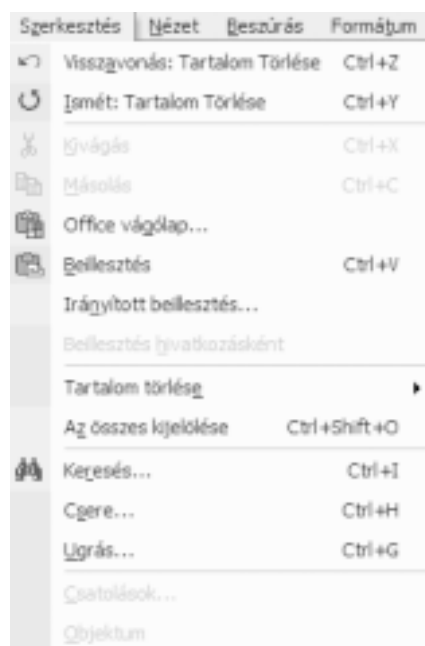 Szerkesztés Nézet Beszúrás Formátum
Visszavonás: Tartalom Törlése Ctrl+Z
Ismét: Tartalom Törlése Ctrl+Y
Kivágás Ctrl+X
Másolás Ctrl+C
Office vágólap...
Beillesztés Ctrl+V
Irányított beillesztés...
Beillesztés hivatkozásként
Tartalom törlése
Az összes kijelölése Ctrl+Shift+O
Keresés... Ctrl+I
Csere... Ctrl+H
Ugrás... Ctrl+G
Csatolások...
Objektum